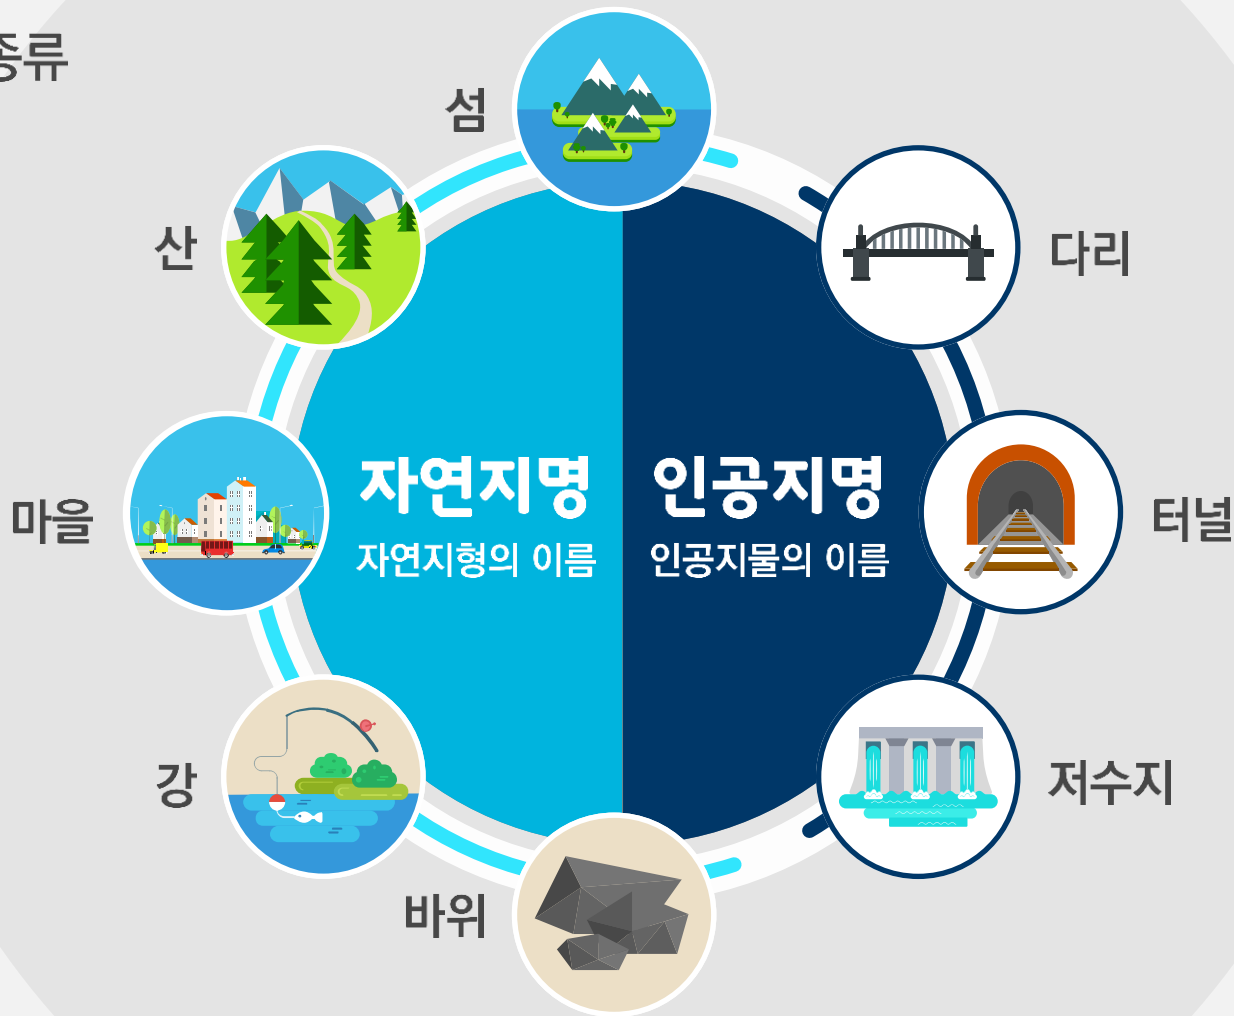 종류
섬
산
다리
마을
자연지명
자연지형의 이름
인공지명
인공지물의 이름
터널
강
저수지
바위